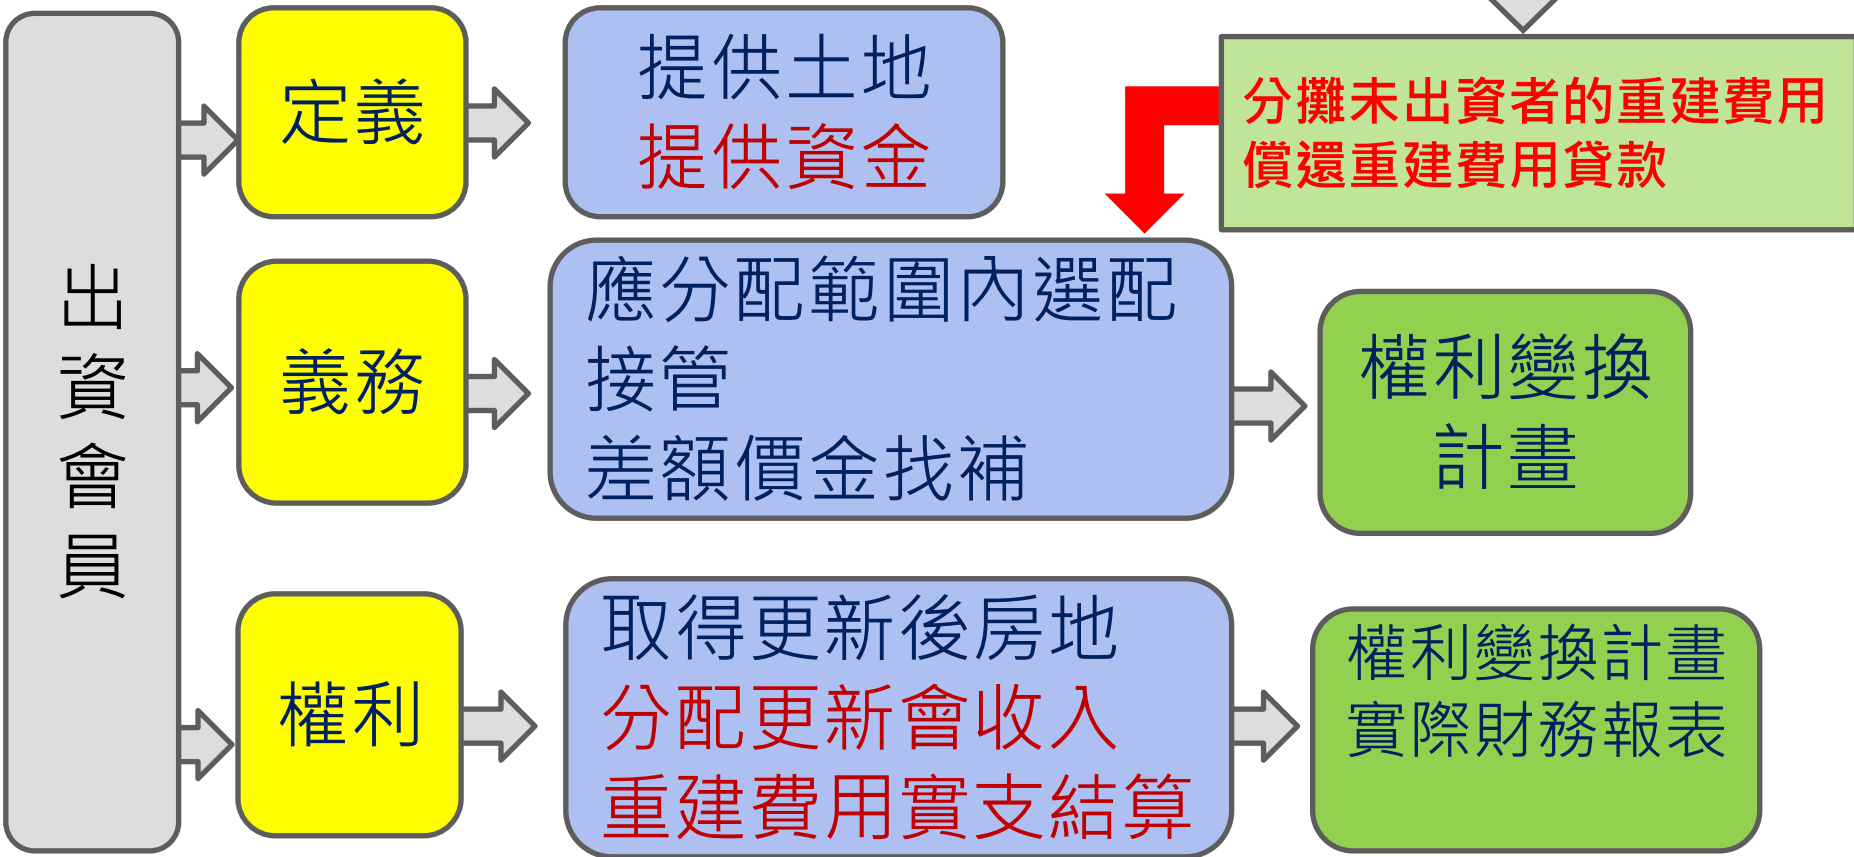 出資會員
定義
提供土地
提供資金
分攤未出資者的重建費用
償還重建費用貸款
義務
應分配範圍內選配
接管
差額價金找補
權利變換
計畫
權利
取得更新後房地
分配更新會收入
重建費用實支結算
權利變換計畫
實際財務報表